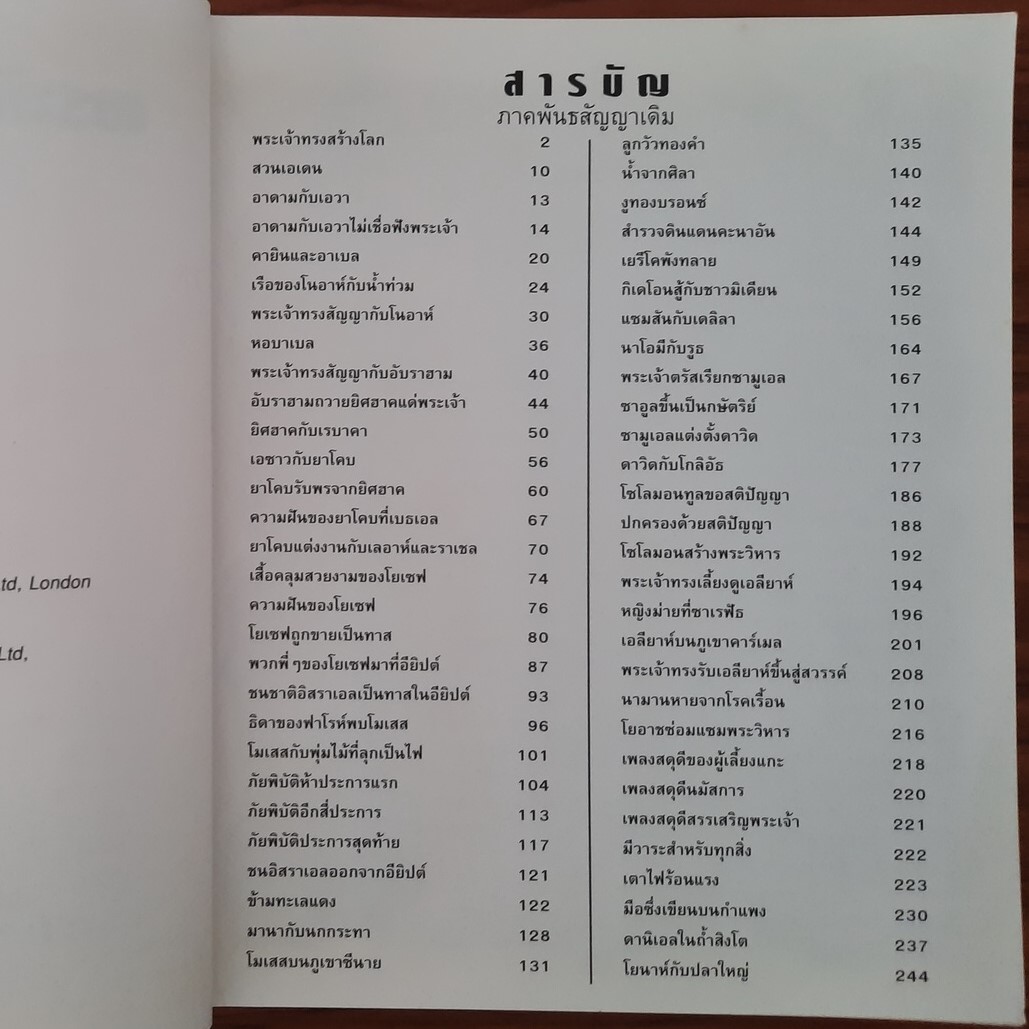 สารบัญ
ภาคพันธสัญญาเดิม
พระเจ้าทรงสร้างโลก 2
สวนเอเดน 10
อาดามกับเอวา 13
อาดามกับเอวาไม่เชื่อฟังพระเจ้า 14
คายินและอาเบล 20
เรือของโนอาห์กับน้ำท่วม 24
พระเจ้าทรงสัญญากับโนอาห์ 30
หอบาเบล 36
พระเจ้าทรงสัญญากับอับราฮาม 40
อับราฮามถวายยิศฮาคแด่พระเจ้า 44
ยิศฮาคกับเรบาคา 50
เอซาวกับยาโคบ 56
ยาโคบรับพรจากยิศฮาค 60
ความฝันของยาโคบที่เบธเอล 67
ยาโคบแต่งงานกับเลอาห์และราเชล 70
เสื้อคลุมสวยงามของโยเซฟ 74
ความฝันของโยเซฟ 76
โยเซฟถูกขายเป็นทาส 80
พวกพี่ๆของโยเซฟมาที่อียิปต์ 87
ชนชาติอิสราเอลเป็นทาสในอียิปต์ 93
ธิดาของฟาโรห์พบโมเสส 96
โมเสสกับพุ่มไม้ที่ลุกเป็นไฟ 101
ภัยพิบัติห้าประการแรก 104
ภัยพิบัติอีกสี่ประการ 113
ภัยพิบัติประการสุดท้าย 117
ชนอิสราเอลออกจากอียิปต์ 121
ข้ามทะเลแดง 122
มานากับนกกระทา 128
โมเสสบนภูเขาซีนาย 131
ลูกวัวทองคำ 135
น้ำจากศิลา 140
งูทองบรอนซ์ 142
สำรวจดินแดนคะนาอัน 144
เยรีโคพังทลาย 149
กิเดโอนสู้กับชาวมิเดียน 152
แซมสันกับเดลิลา 156
นาโอมีกับรูธ 164
พระเจ้าตรัสเรียกซามูเอล 167
ซาอูลขึ้นเป็นกษัตริย์ 171
ซามูเอลแต่งตั้งดาวิด 173
ดาวิดกับโกลิอัธ 177
โซโลมอนทูลขอสติปัญญา 186
ปกครองด้วยสติปัญญา 188
โซโลมอนสร้างพระวิหาร 192
พระเจ้าทรงเลี้ยงดูเอลียาห์ 194
หญิงม่ายที่ซาเรฟัธ 196
เอลียาห์บนภูเขาคาร์เมล 201
พระเจ้าทรงรับเอลียาห์ขึ้นสู่สวรรค์ 208
นามานหายจากโรคเรื้อน 210
โยอาชซ่อมแซมพระวิหาร 216
เพลงสดุดีของผู้เลี้ยงแกะ 218
เพลงสดุดีนมัสการ 220
เพลงสดุดีสรรเสริญพระเจ้า 221
มีวาระสำหรับทุกสิ่ง 222
เตาไฟร้อนแรง 223
มือซึ่งเขียนบนกำแพง 230
ดานิเอลในถ้ำสิงโต 237
โยนาห์กับปลาใหญ่ 244
td, London
Ltd,